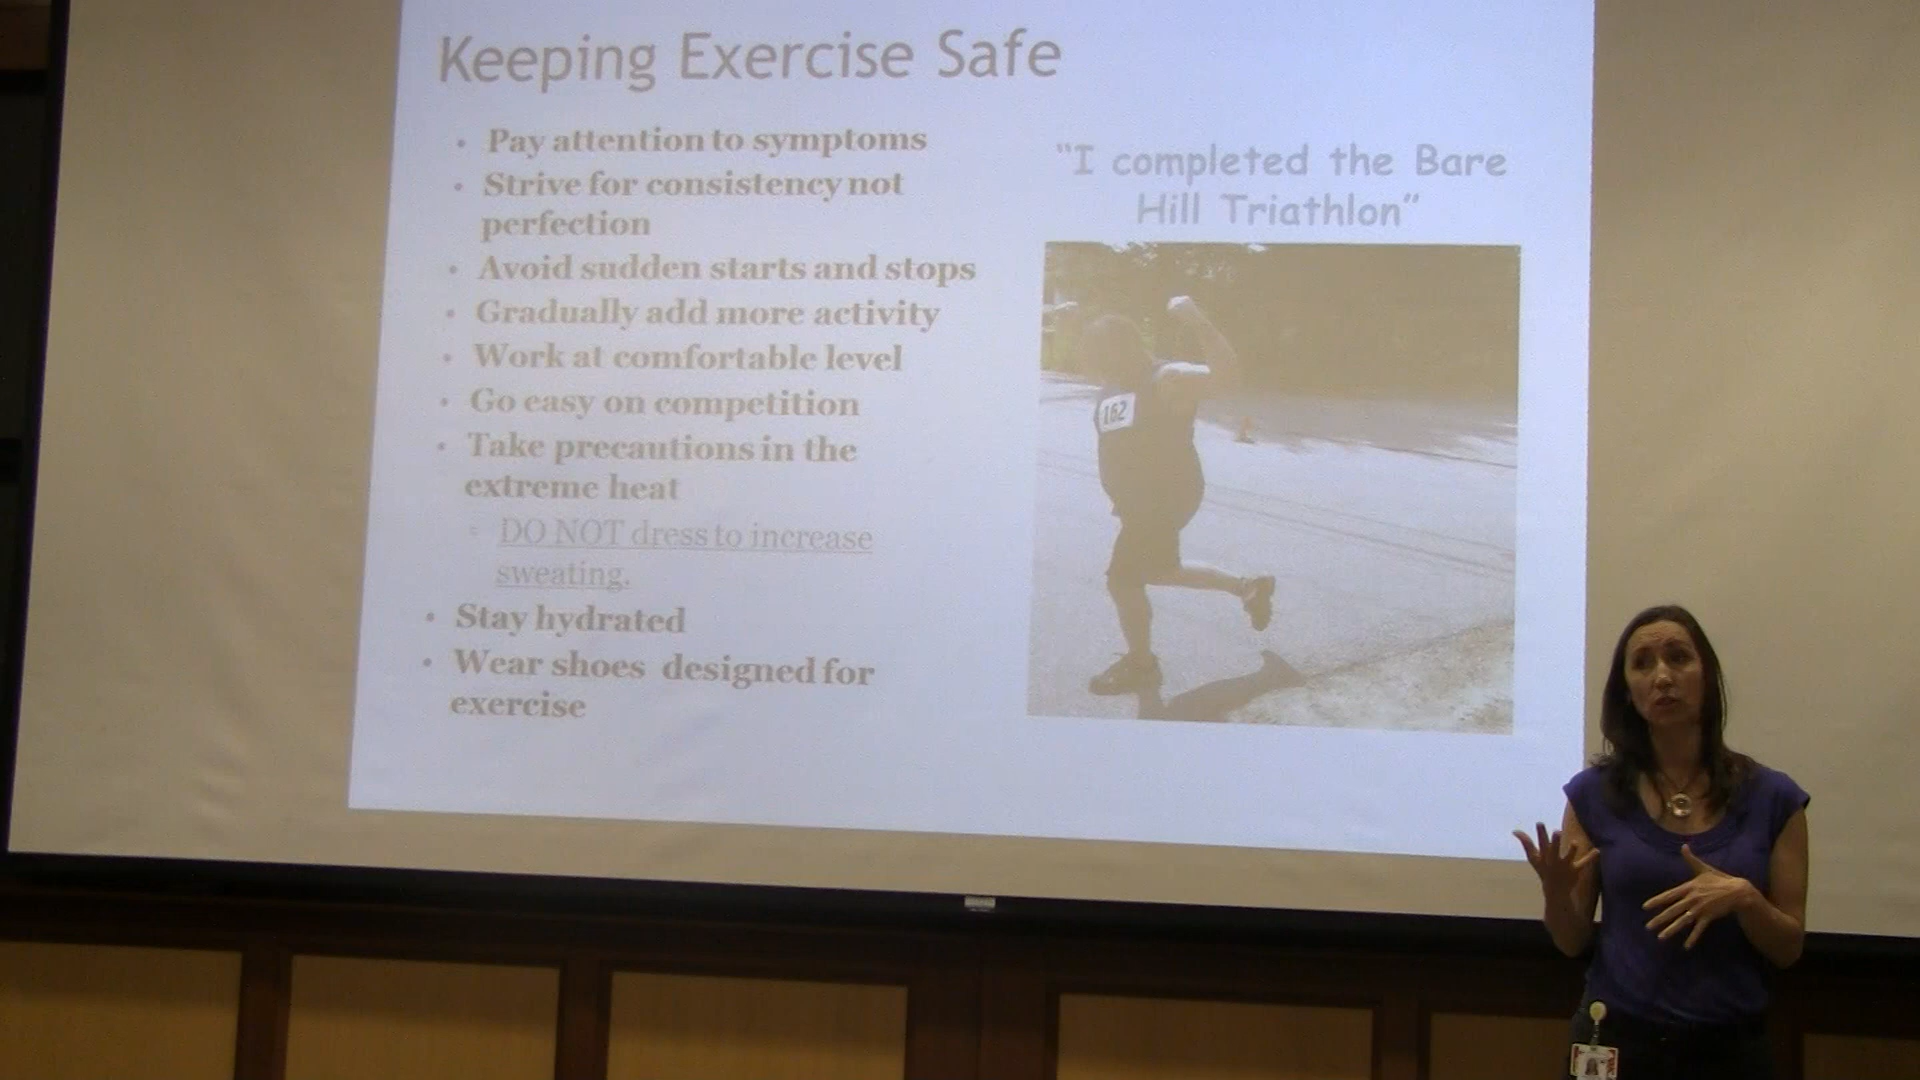 Keeping Exercise Safe
• Pay attention to symptoms
• Strive for consistency not
perfection
• Avoid sudden starts and stops
• Gradually add more activity
• Work at comfortable level
• Go easy on competition
• Take precautions in the
extreme heat
▫ DO NOT dress to increase
sweating.
• Stay hydrated
• Wear shoes designed for
exercise
"I completed the Bare
Hill Triathlon"
162